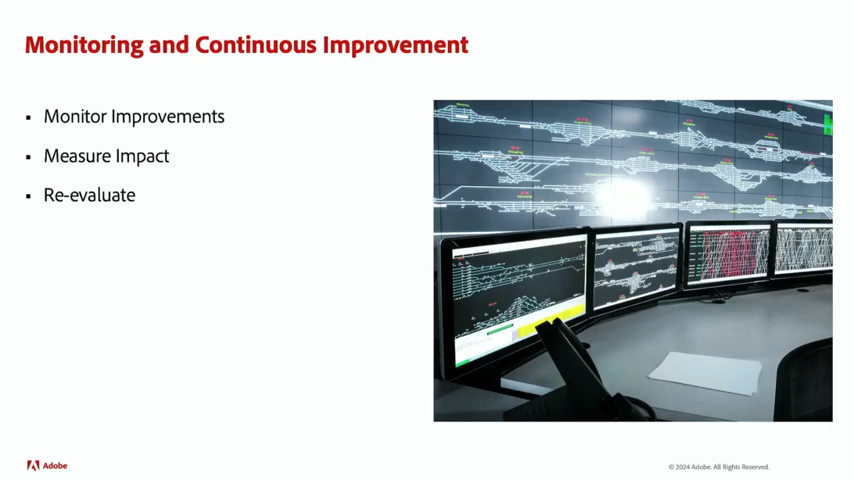 Monitoring and Continuous Improvement
▪ Monitor Improvements
▪ Measure Impact
▪ Re-evaluate
Adobe
© 2024 Adobe. All Rights Reserved.